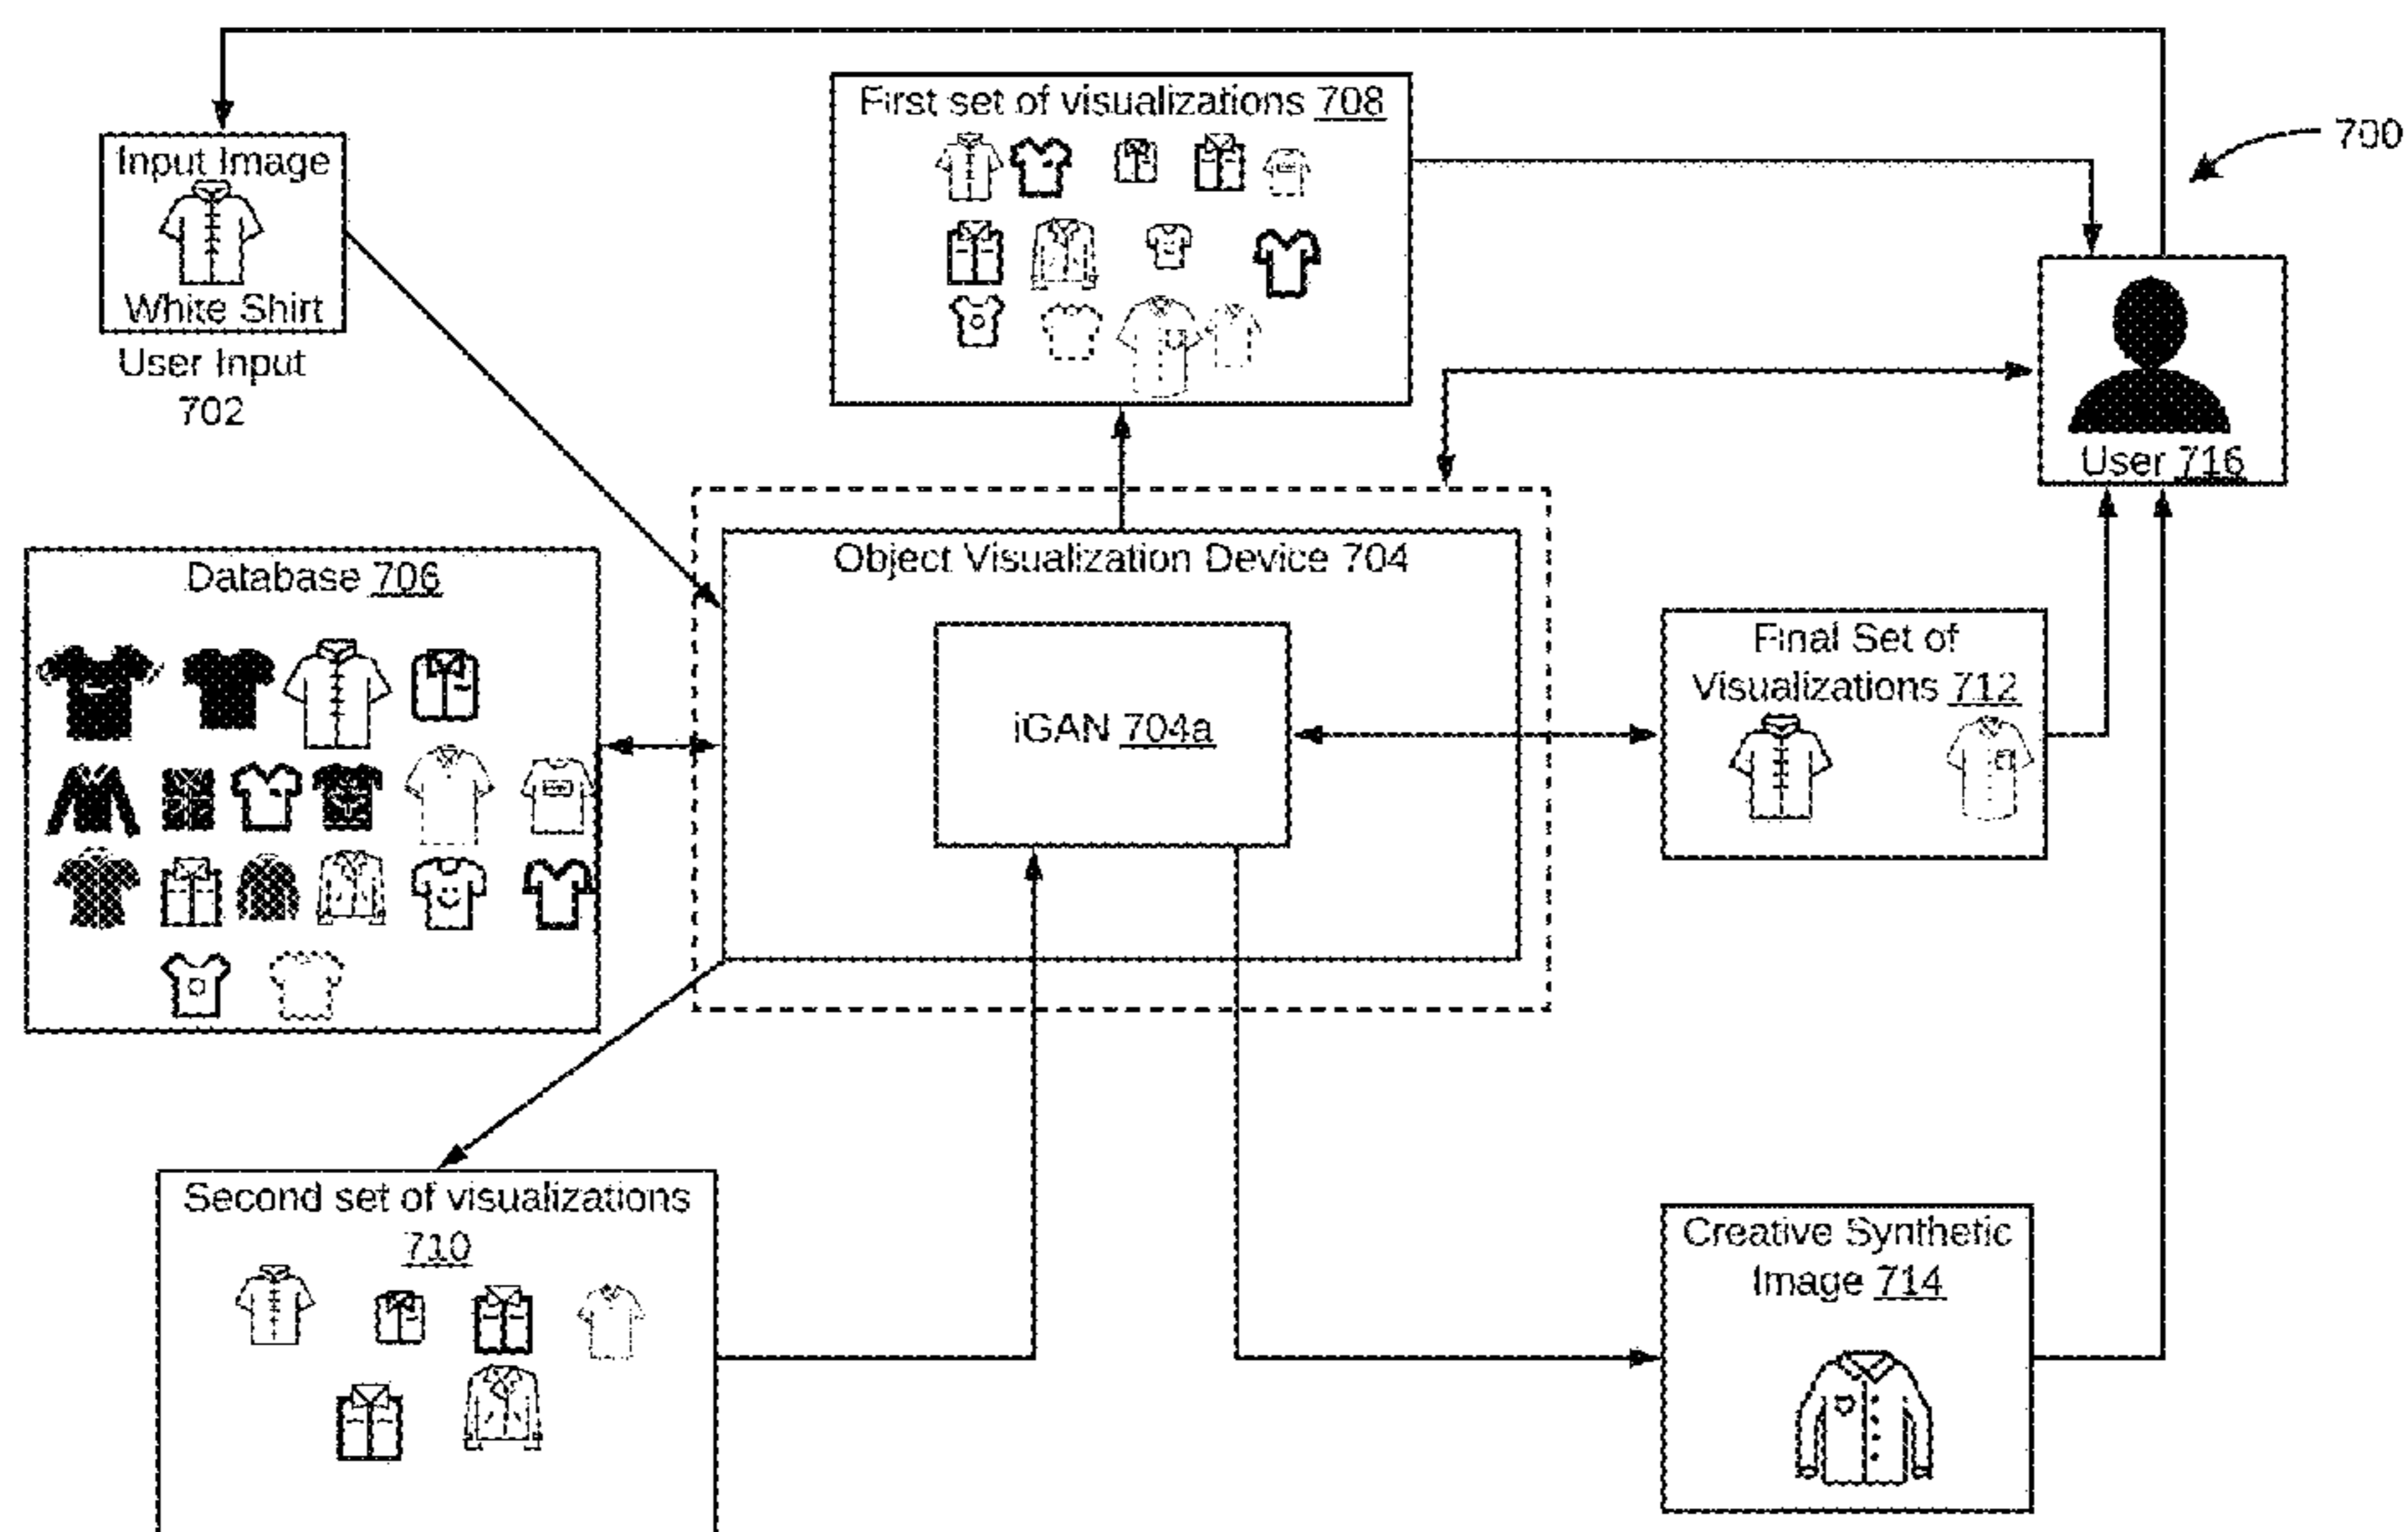 First set of visualizations 708
700
Input Image
White Shirt
User Input
702
User 716
Object Visualization Device 704
Database 706
iGAN 704a
Final Set of
Visualizations 712
Second set of visualizations
710
Creative Synthetic
Image 714